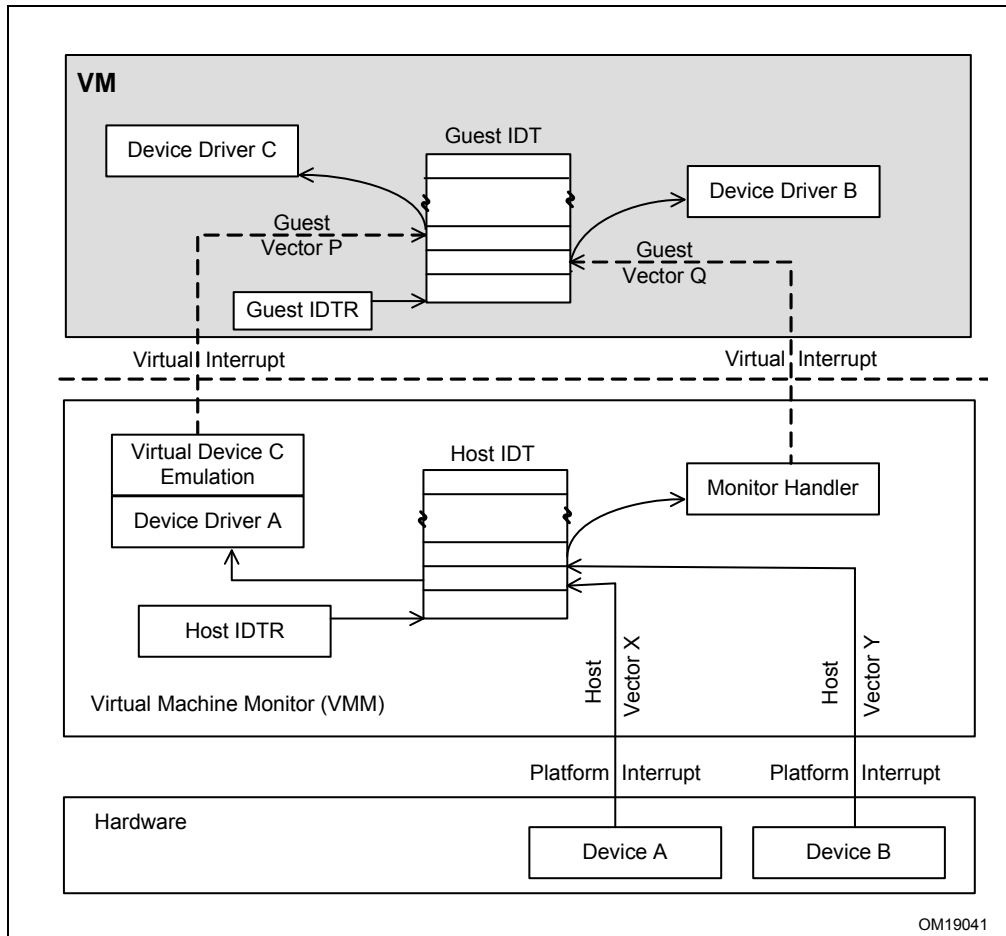 VM
Guest IDT
Device Driver C
Device Driver B
Guest
Vector P
Guest
Vector Q
Guest IDTR
Virtual Interrupt
Virtual Interrupt
Virtual Device C
Emulation
Device Driver A
Host IDT
Monitor Handler
Host IDTR
Host
Vector X
Host
Vector Y
Virtual Machine Monitor (VMM)
Platform Interrupt
Platform Interrupt
Hardware
Device A
Device B
OM19041